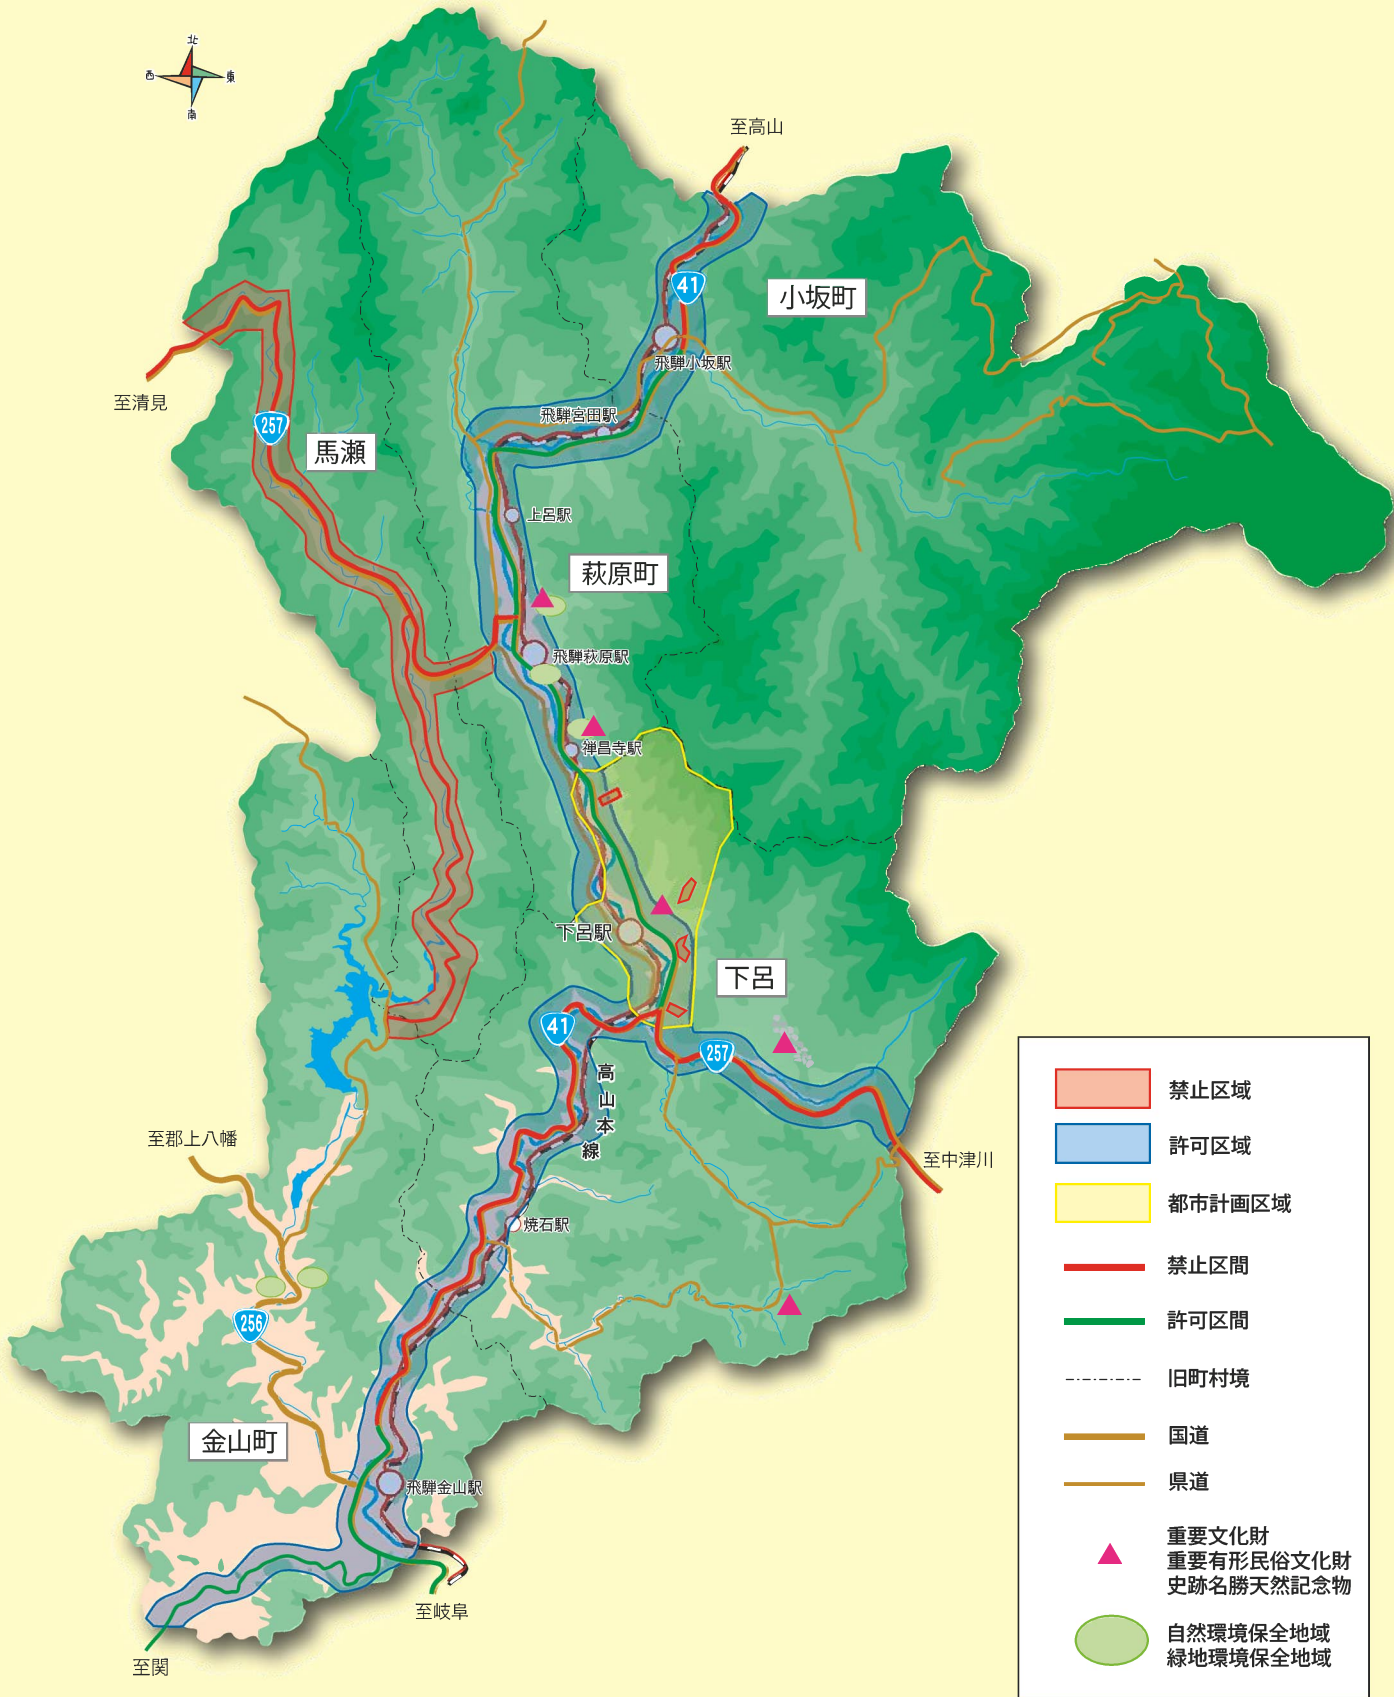 北
西
東
南
至高山
41
小坂町
飛騨小坂駅
至清見
257
馬瀬
飛騨宮田駅
上呂駅
萩原町
飛騨萩原駅
禅昌寺駅
下呂駅
下呂
41
257
高山本線
至郡上八幡
至中津川
焼石駅
256
金山町
飛騨金山駅
至岐阜
至関
禁止区域
許可区域
都市計画区域
禁止区間
許可区間
旧町村境
国道
県道
重要文化財
重要有形民俗文化財
史跡名勝天然記念物
自然環境保全地域
緑地環境保全地域